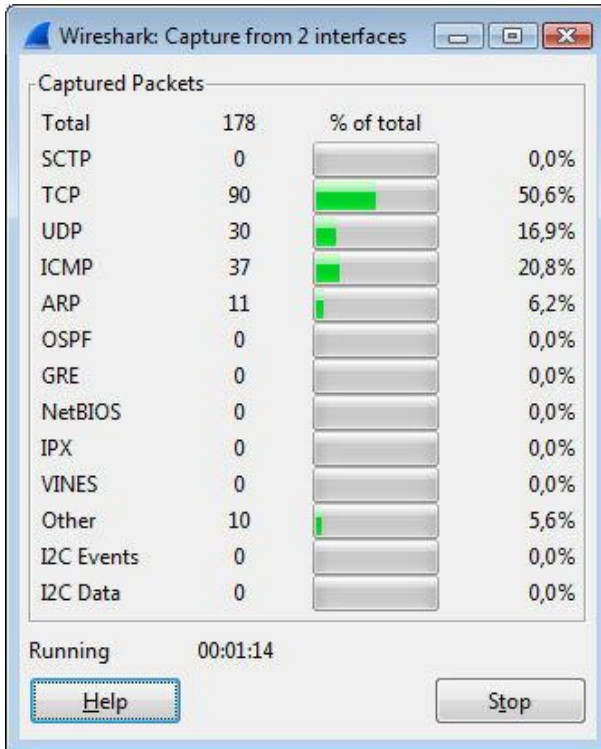 Wireshark: Capture from 2 interfaces
Captured Packets
Total 178 % of total
SCTP 0 0,0%
TCP 90 50,6%
UDP 30 16,9%
ICMP 37 20,8%
ARP 11 6,2%
OSPF 0 0,0%
GRE 0 0,0%
NetBIOS 0 0,0%
IPX 0 0,0%
VINES 0 0,0%
Other 10 5,6%
I2C Events 0 0,0%
I2C Data 0 0,0%
Running 00:01:14
Help Stop